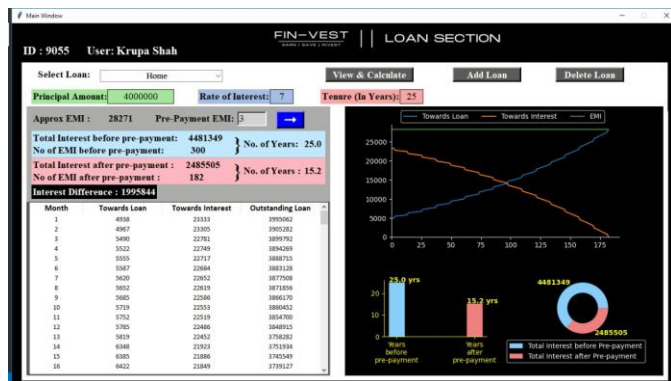 Main Window
FIN-VEST
EARN | SAVE | INVEST
LOAN SECTION
ID : 9055 User: Krupa Shah
Select Loan: Home
View & Calculate Add Loan Delete Loan
Principal Amount: 4000000 Rate of Interest: 7 Tenure (In Years): 25
Approx EMI : 28271 Pre-Payment EMI: 3 →
Total Interest before pre-payment: 4481349
No of EMI before pre-payment: 300
} No. of Years: 25.0
Total Interest after pre-payment : 2485505
No of EMI after pre-payment : 182
} No. of Years : 15.2
Interest Difference : 1995844
Month Towards Loan Towards Interest Outstanding Loan
1 4938 23333 3995062
2 4967 23305 3905282
3 5490 22781 3899792
4 5522 22749 3894269
5 5555 22717 3888715
6 5587 22684 3883128
7 5620 22652 3877508
8 5652 22619 3871856
9 5685 22586 3866170
10 5719 22553 3860452
11 5752 22519 3854700
12 5785 22486 3848915
13 5819 22452 3758282
14 6348 21923 3751934
15 6385 21886 3745549
16 6422 21849 3739127
Towards Loan Towards Interest EMI
25000
20000
15000
10000
5000
0
0 25 50 75 100 125 150 175
25.0 yrs
15.2 yrs
20
10
0
Years before pre-payment
Years after pre-payment
4481349
2485505
Total Interest before Pre-payment
Total Interest after Pre-payment